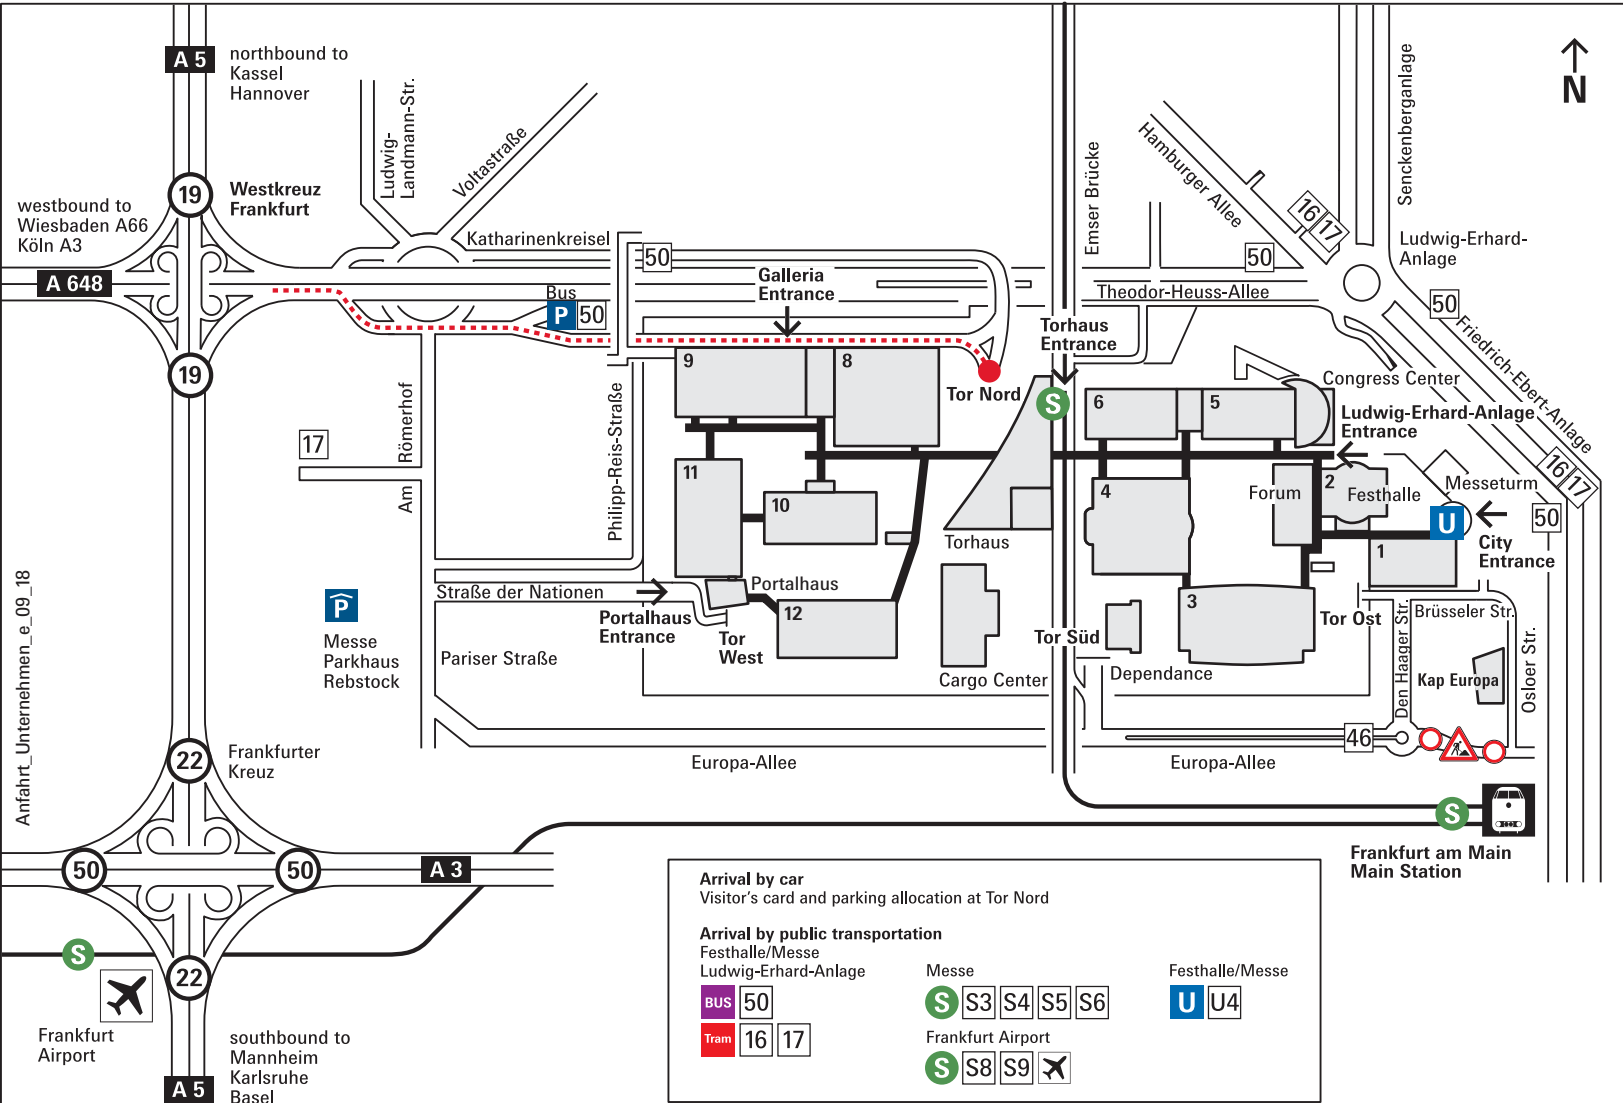 A 5
northbound to
Kassel
Hannover
Ludwig-
Landmann-Str.
Voltastraße
Emser Brücke
Hamburger Allee
Senckenberganlage
N
19
Westkreuz
Frankfurt
westbound to
Wiesbaden A66
Köln A3
A 648
Katharinenkreisel
50
16
17
Ludwig-Erhard-
Anlage
50
Galleria
Entrance
Theodor-Heuss-Allee
Bus
P
50
50
Friedrich-Ebert-Anlage
Torhaus
Entrance
19
9
8
Tor Nord
S
6
5
Congress Center
Ludwig-Erhard-Anlage
Entrance
17
Am Römerhof
Philipp-Reis-Straße
11
10
4
Forum
2
Festhalle
Messeturm
16
17
50
U
City
Entrance
Torhaus
1
Straße der Nationen
Portalhaus
Portalhaus
Entrance
Tor
West
12
3
Tor Süd
Tor Ost
Den Haager Str.
Brüsseler Str.
Osloer Str.
Kap Europa
P
Messe
Parkhaus
Rebstock
Pariser Straße
Cargo Center
Dependance
Anfahrt_Unternehmen_e_09_18
22
Frankfurter
Kreuz
Europa-Allee
Europa-Allee
46
S
Frankfurt am Main
Main Station
50
50
A 3
S
22
Frankfurt
Airport
southbound to
Mannheim
Karlsruhe
Basel
A 5
Arrival by car
Visitor's card and parking allocation at Tor Nord
Arrival by public transportation
Festhalle/Messe
Ludwig-Erhard-Anlage
BUS 50
Tram 16 17
Messe
S S3 S4 S5 S6
Frankfurt Airport
S S8 S9
Festhalle/Messe
U U4